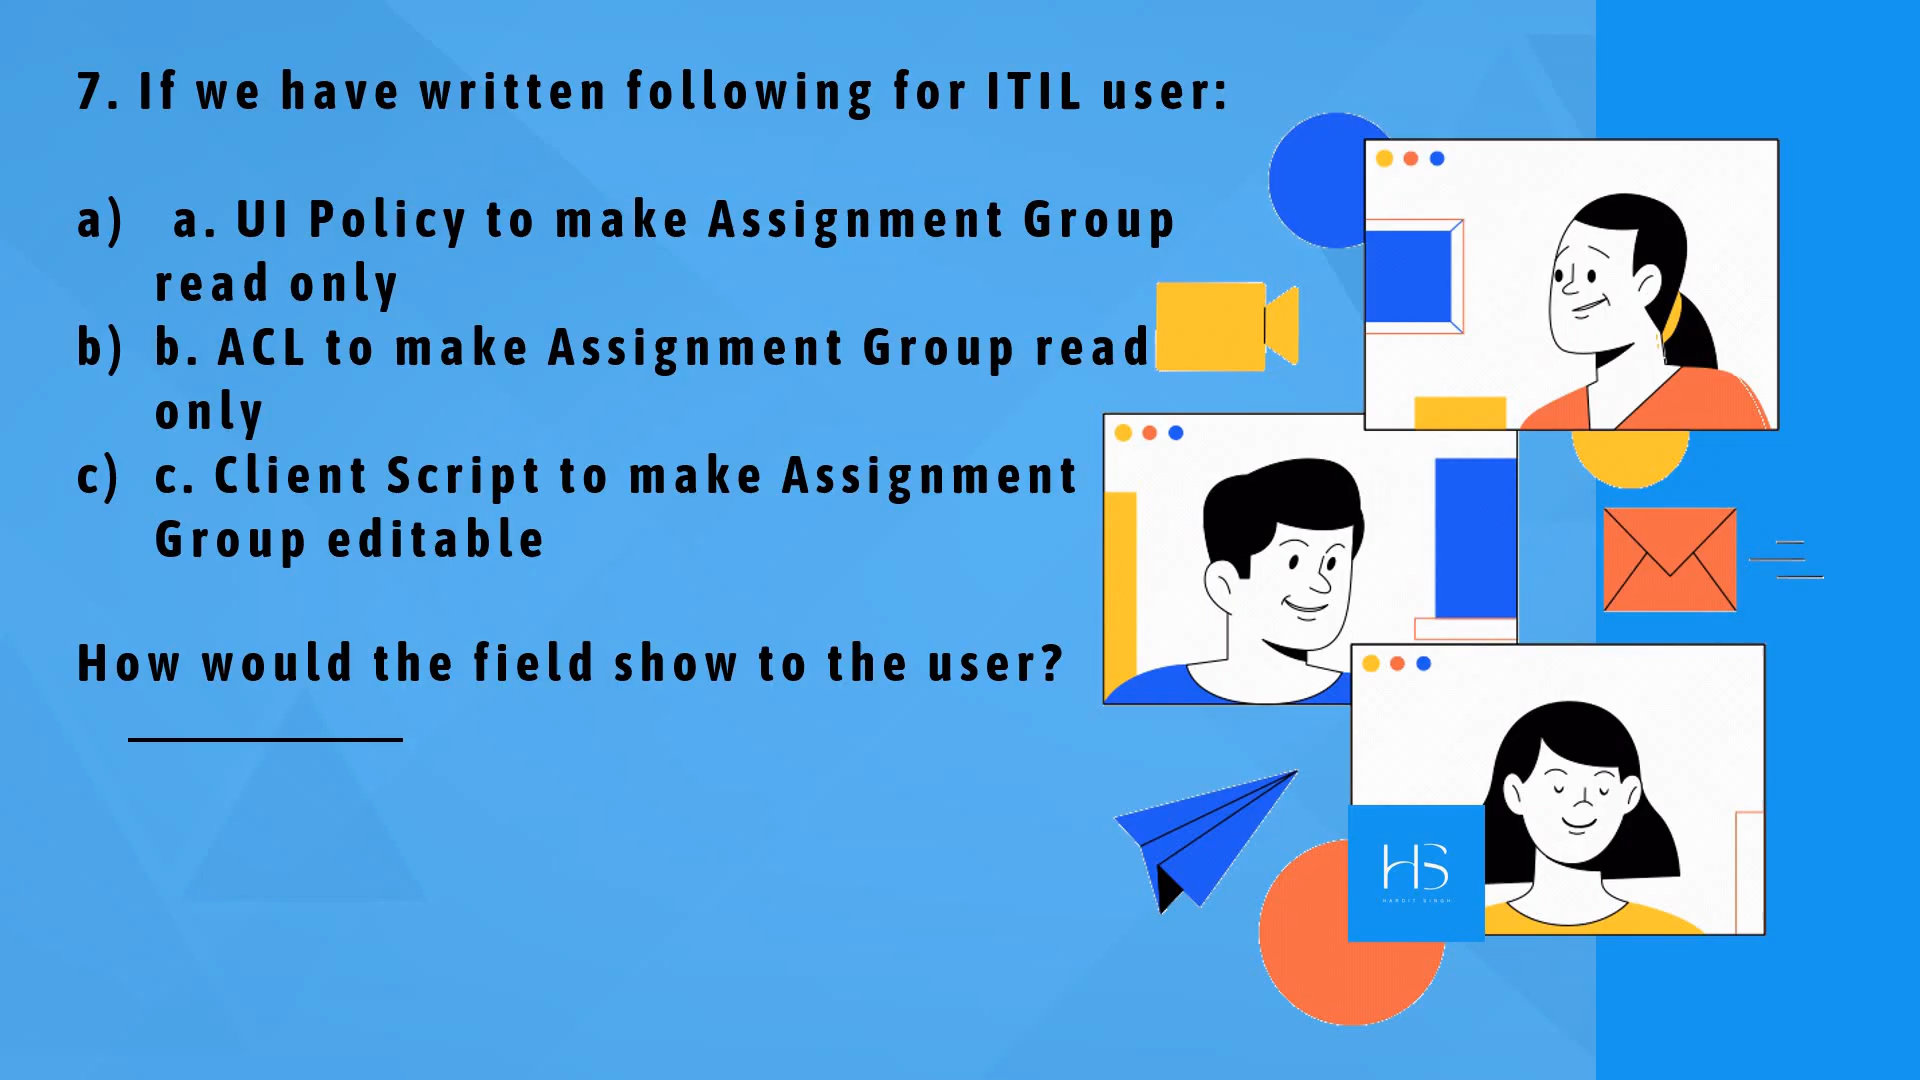 7. If we have written following for ITIL user:
a) a. UI Policy to make Assignment Group
read only
b) b. ACL to make Assignment Group read
only
c) c. Client Script to make Assignment
Group editable
How would the field show to the user?
HS
HARGIT SINGH